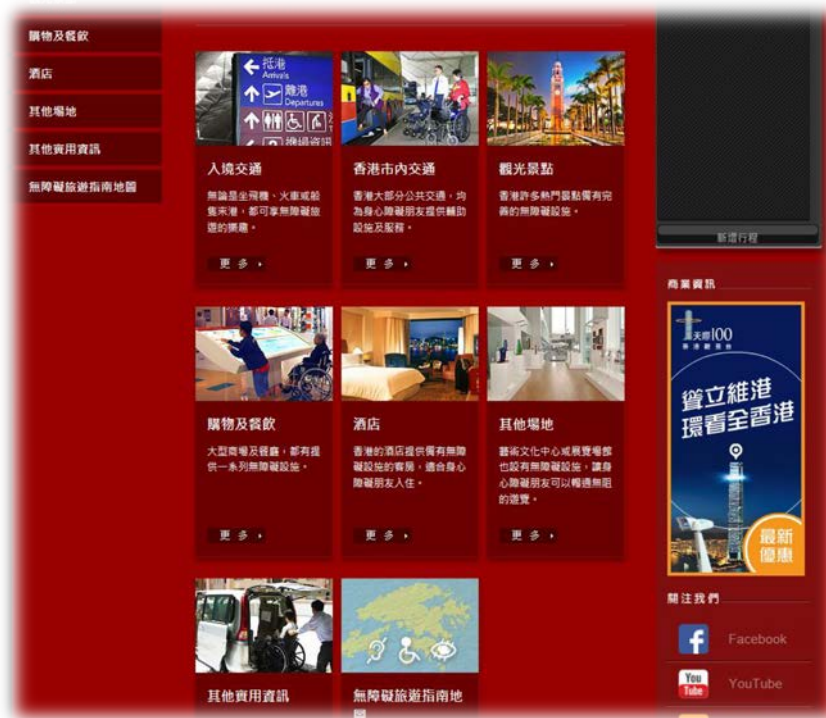 購物及餐飲
酒店
其他場地
其他實用資訊
無障礙旅遊指南地圖
抵港
Arrivals
離港
Departures
入境交通
無論是坐飛機、火車或船
隻來港，都可享無障礙旅
遊的樂趣。
更多
香港市內交通
香港大部分公共交通，均
為身心障礙朋友提供輔助
設施及服務。
更多
觀光景點
香港許多熱門景點備有完
善的無障礙設施。
更多
購物及餐飲
大型商場及餐廳，都有提
供一系列無障礙設施。
更多
酒店
香港的酒店提供備有無障
礙設施的客房，適合身心
障礙朋友入住。
更多
其他場地
藝術文化中心或展覽場館
也設有無障礙設施，讓身
心障礙朋友可以暢通無阻
的遊覽。
更多
其他實用資訊
無障礙旅遊指南地
圖
新增行程
商業資訊
天際100
香港觀景台
聳立維港
環看全香港
最新
優惠
關注我們
Facebook
You
Tube
YouTube